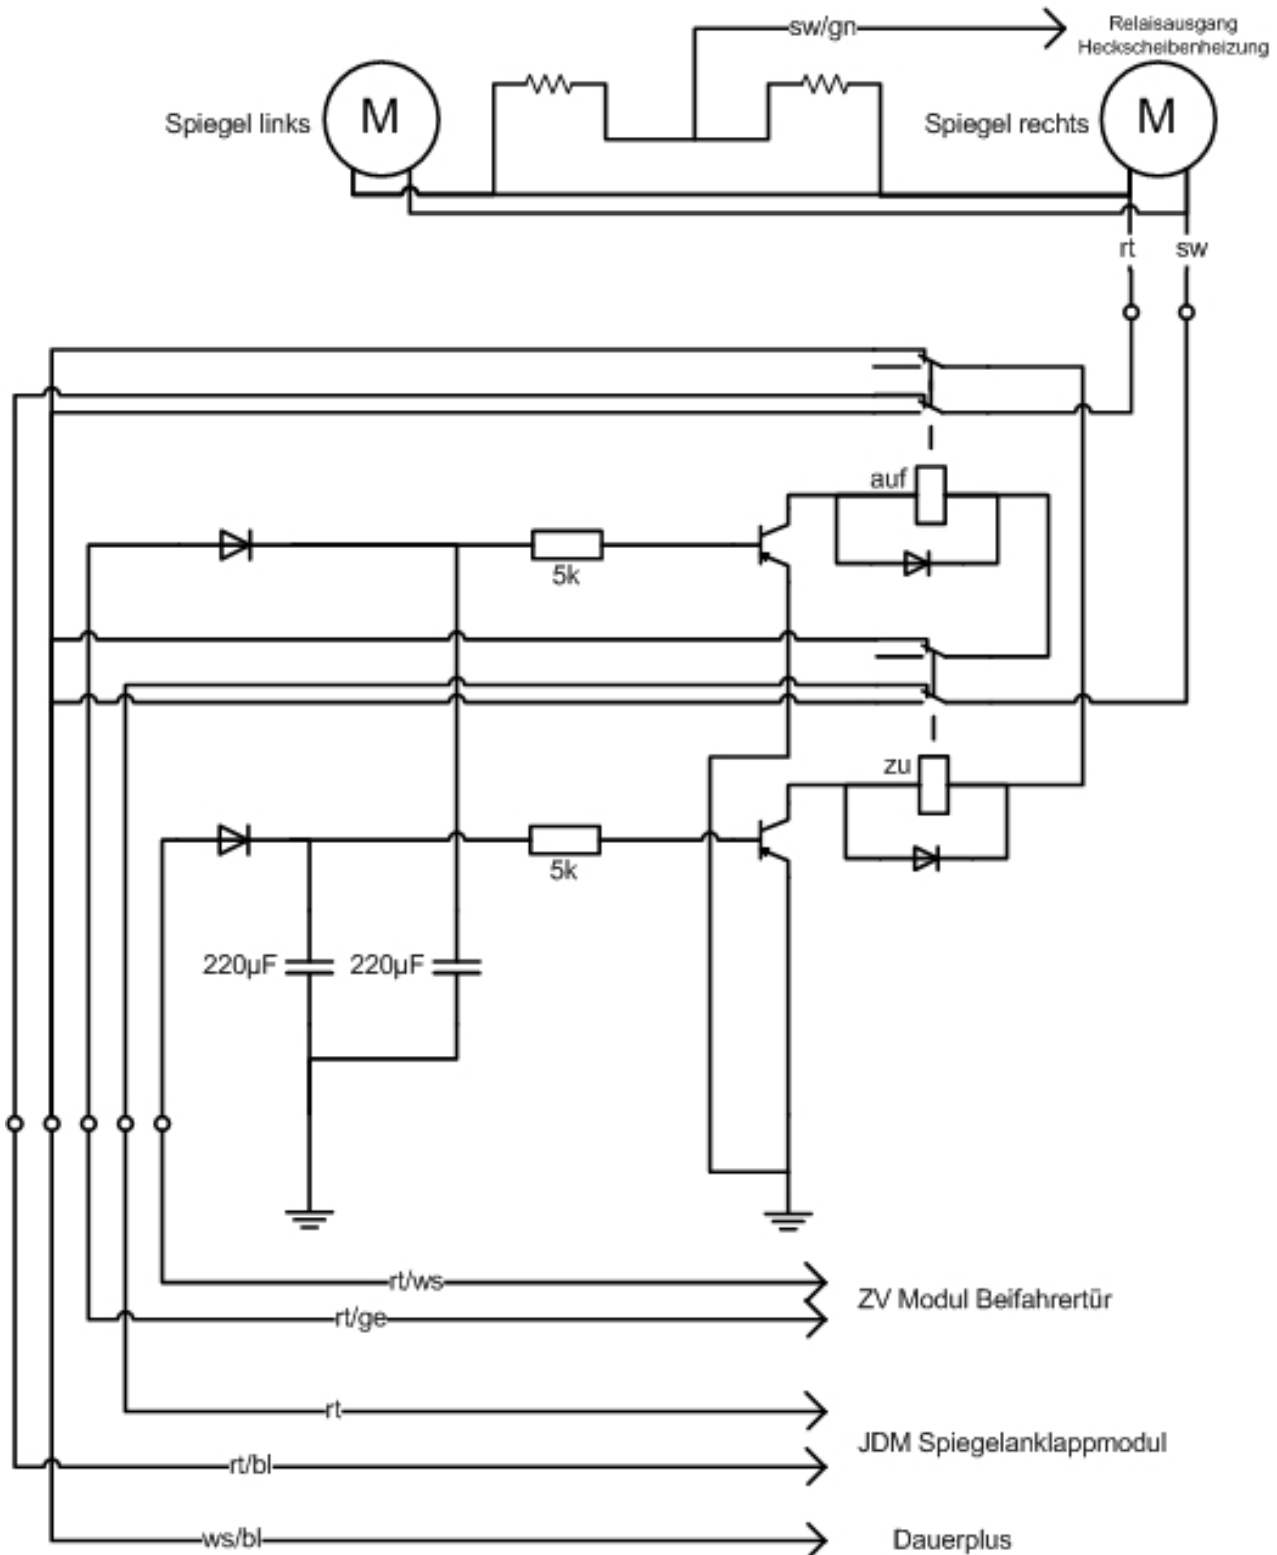 sw/gn
Relaisausgang
Heckscheibenheizung
Spiegel links
M
Spiegel rechts
M
rt
sw
auf
5k
zu
5k
220µF
220µF
rt/ws
ZV Modul Beifahrertür
rt/ge
rt
JDM Spiegelanklappmodul
rt/bl
ws/bl
Dauerplus